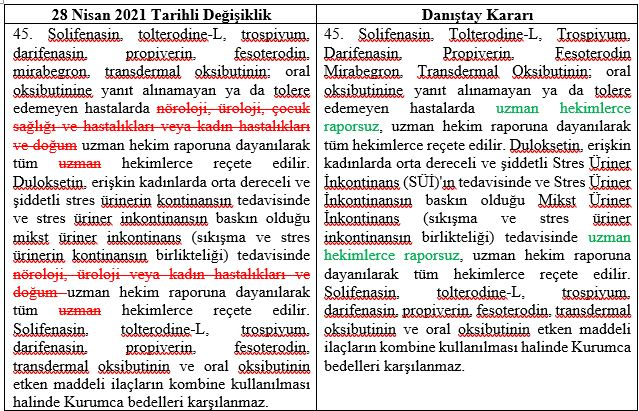 28 Nisan 2021 Tarihli Değişiklik
45. Solifenasin, tolterodine-L, trospiyum,
darifenasin, propiverin, fesoterodin,
mirabegron, transdermal oksibutinin; oral
oksibutinine yanıt alınamayan ya da tolere
edemeyen hastalarda nöroloji, üroloji, çocuk
sağlığı ve hastalıkları veya kadın hastalıkları
ve doğum uzman hekim raporuna dayanılarak
tüm uzman hekimlerce reçete edilir.
Duloksetin, erişkin kadınlarda orta dereceli ve
şiddetli stres ürinerin kontinansın tedavisinde
ve stres üriner inkontinansın baskın olduğu
mikst üriner inkontinans (sıkışma ve stres
ürinerin kontinansın birlikteliği) tedavisinde
nöroloji, üroloji veya kadın hastalıkları ve
doğum uzman hekim raporuna dayanılarak
tüm uzman hekimlerce reçete edilir.
Solifenasin, tolterodine-L, trospiyum,
darifenasin, propiverin, fesoterodin,
transdermal oksibutinin ve oral oksibutinin
etken maddeli ilaçların kombine kullanılması
halinde Kurumca bedelleri karşılanmaz.
Danıştay Kararı
45. Solifenasin, Tolterodine-L, Trospiyum,
Darifenasin, Propiverin, Fesoterodin
Mirabegron, Transdermal Oksibutinin; oral
oksibutinine yanıt alınamayan ya da tolere
edemeyen hastalarda uzman hekimlerce
raporsuz, uzman hekim raporuna dayanılarak
tüm hekimlerce reçete edilir. Duloksetin, erişkin
kadınlarda orta dereceli ve şiddetli Stres Üriner
İnkontinans (SÜİ)'ın tedavisinde ve Stres Üriner
İnkontinansın baskın olduğu Mikst Üriner
İnkontinans (sıkışma ve stres üriner
inkontinansın birlikteliği) tedavisinde uzman
hekimlerce raporsuz, uzman hekim raporuna
dayanılarak tüm hekimlerce reçete edilir.
Solifenasin, tolterodine-L, trospiyum,
darifenasin, propiverin, fesoterodin, transdermal
oksibutinin ve oral oksibutinin etken maddeli
ilaçların kombine kullanılması halinde Kurumca
bedelleri karşılanmaz.